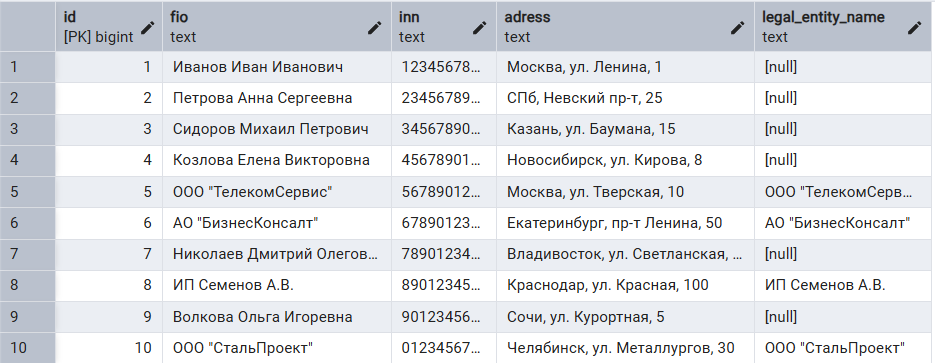 id fio inn adress legal_entity_name
[PK] bigint text text text text
1 1 Иванов Иван Иванович 12345678... Москва, ул. Ленина, 1 [null]
2 2 Петрова Анна Сергеевна 23456789... СПб, Невский пр-т, 25 [null]
3 3 Сидоров Михаил Петрович 34567890... Казань, ул. Баумана, 15 [null]
4 4 Козлова Елена Викторовна 45678901... Новосибирск, ул. Кирова, 8 [null]
5 5 ООО "ТелекомСервис" 56789012... Москва, ул. Тверская, 10 ООО "ТелекомСерв...
6 6 АО "БизнесКонсалт" 67890123... Екатеринбург, пр-т Ленина, 50 АО "БизнесКонсалт"
7 7 Николаев Дмитрий Олегов... 78901234... Владивосток, ул. Светланская, ... [null]
8 8 ИП Семенов А.В. 89012345... Краснодар, ул. Красная, 100 ИП Семенов А.В.
9 9 Волкова Ольга Игоревна 90123456... Сочи, ул. Курортная, 5 [null]
10 10 ООО "СтальПроект" 01234567... Челябинск, ул. Металлургов, 30 ООО "СтальПроект"